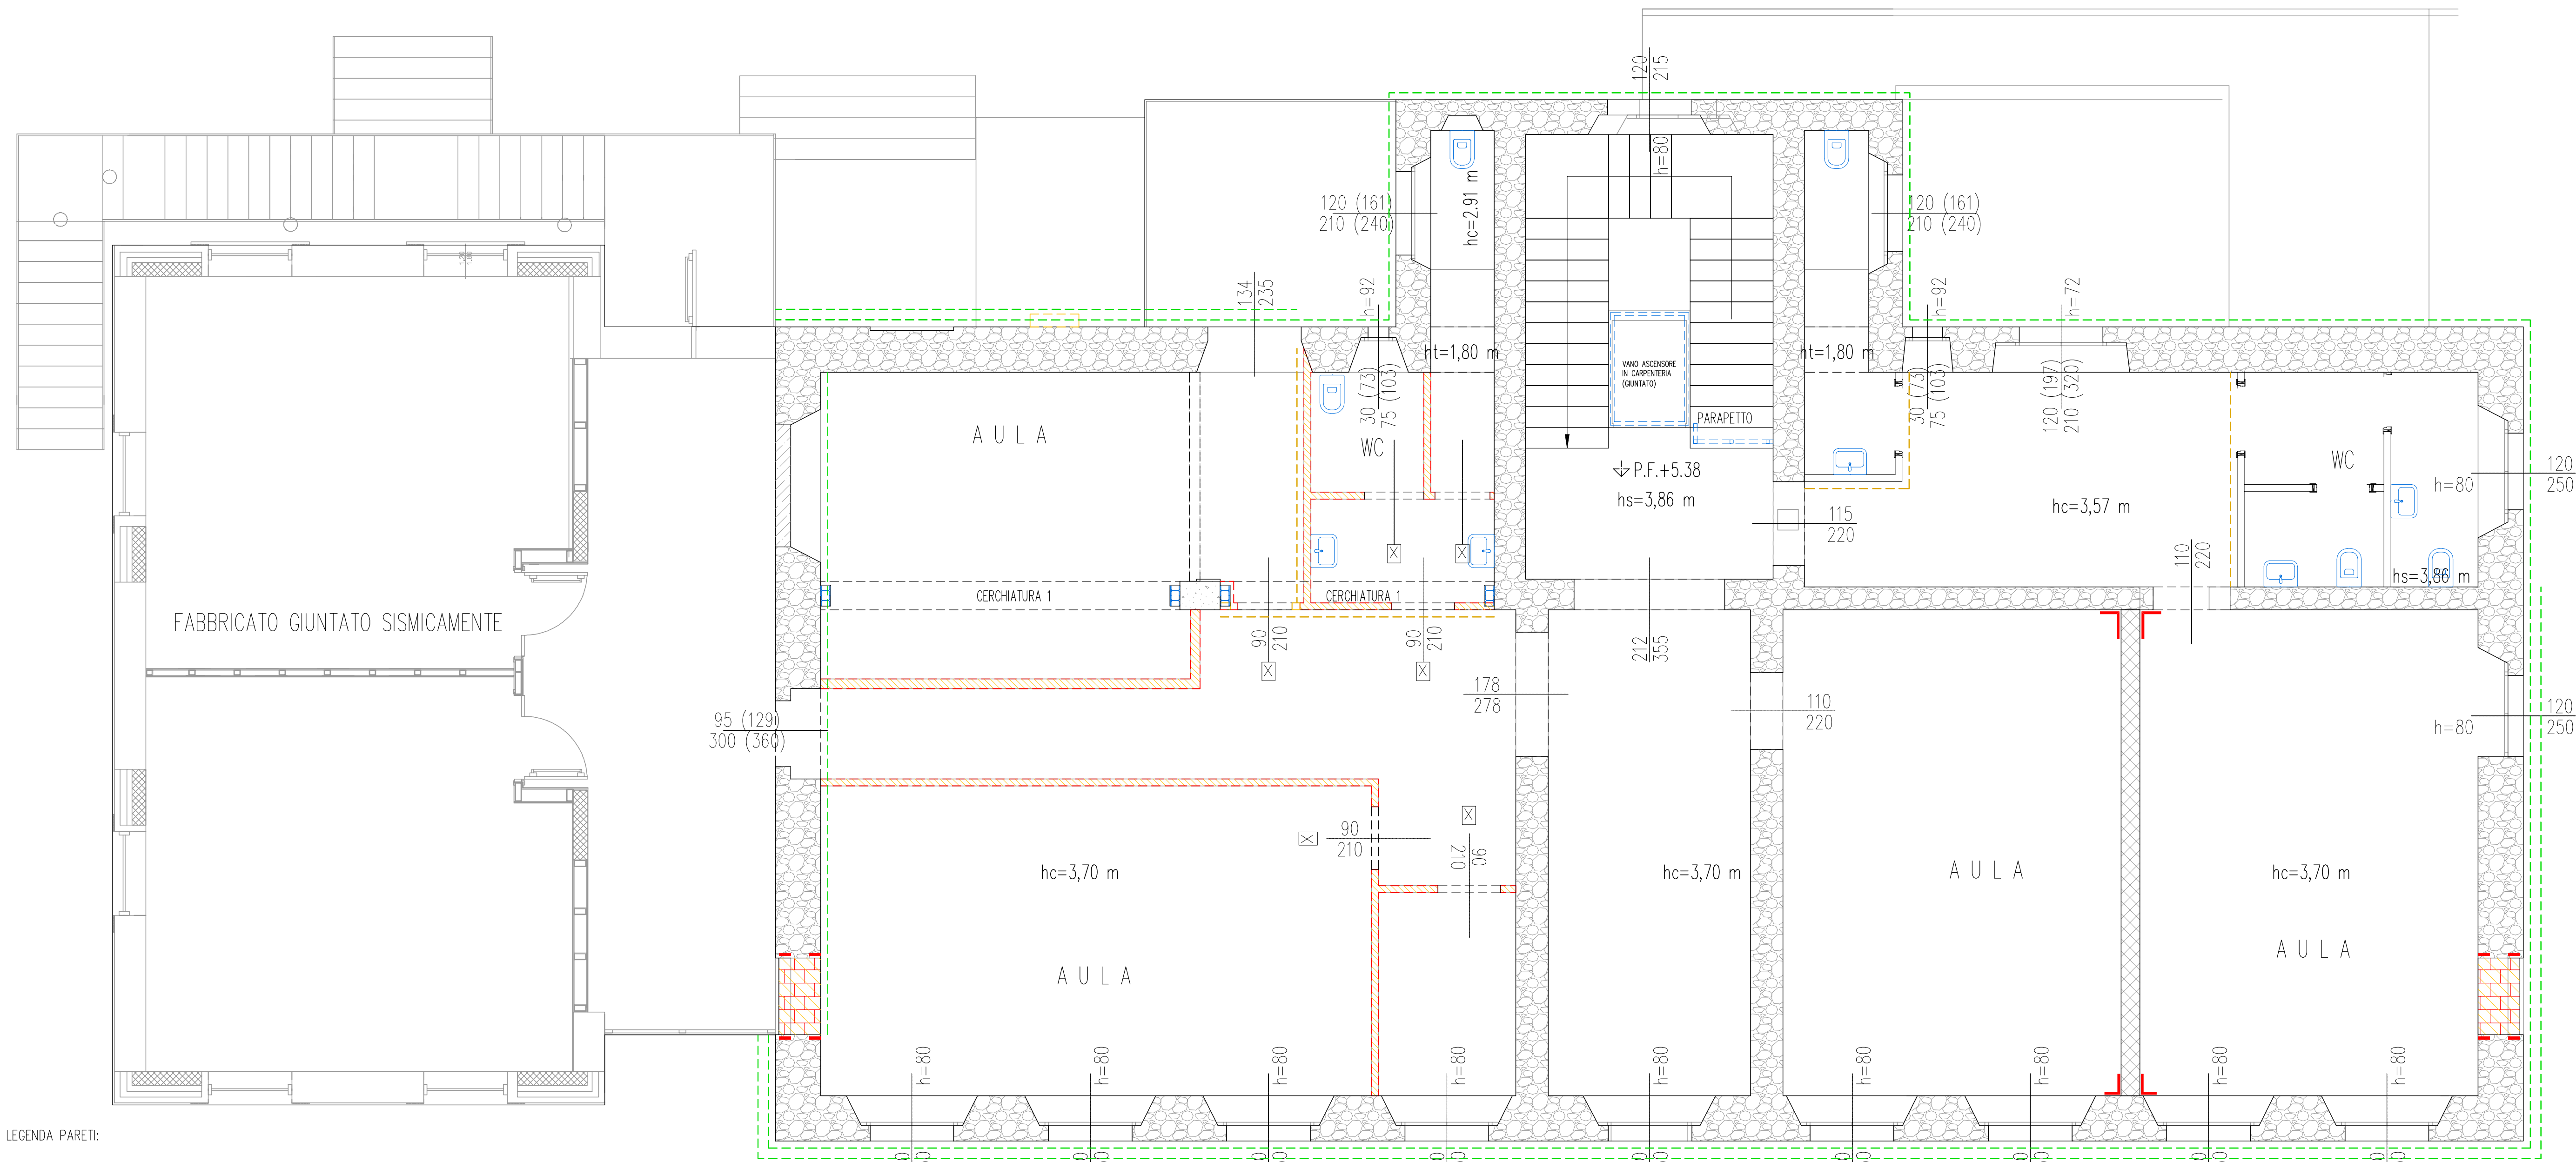 120
215
h=80
120 (161)
210 (240)
hc=2.91 m
120 (161)
210 (240)
134
235
h=92
h=92
h=72
ht=1,80 m
ht=1,80 m
VANO ASCENSORE
IN CARPENTERIA
(GIUNTATO)
30 (73)
75 (103)
30 (73)
75 (103)
120 (197)
210 (320)
PARAPETTO
A U L A
WC
WC
P.F.+5.38
hs=3,86 m
120
250
h=80
hc=3,57 m
115
220
110
220
hs=3,86 m
CERCHIATURA 1
CERCHIATURA 1
FABBRICATO GIUNTATO SISMICAMENTE
90
210
90
210
212
355
178
278
110
220
95 (129)
300 (360)
120
250
h=80
90
210
90
210
hc=3,70 m
hc=3,70 m
A U L A
hc=3,70 m
A U L A
A U L A
h=80
h=80
h=80
h=80
h=80
h=80
h=80
h=80
h=80
LEGENDA PARETI: